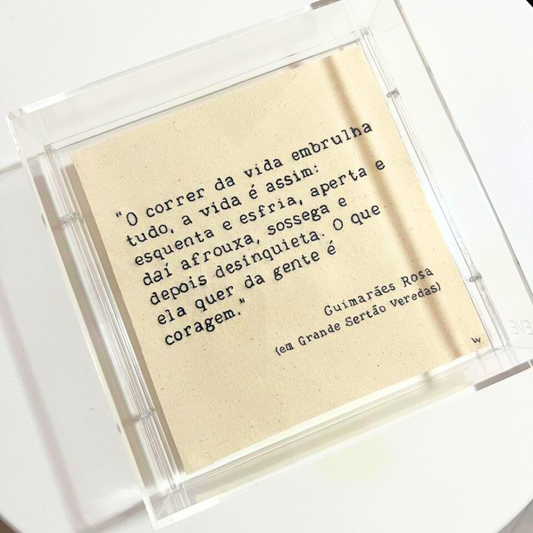 "O correr da vida embrulha
tudo, a vida é assim:
esquenta e esfria, aperta e
daí afrouxa, sossega e
depois desinquieta. O que
ela quer da gente é
coragem."
Guimarães Rosa
(em Grande Sertão Veredas)